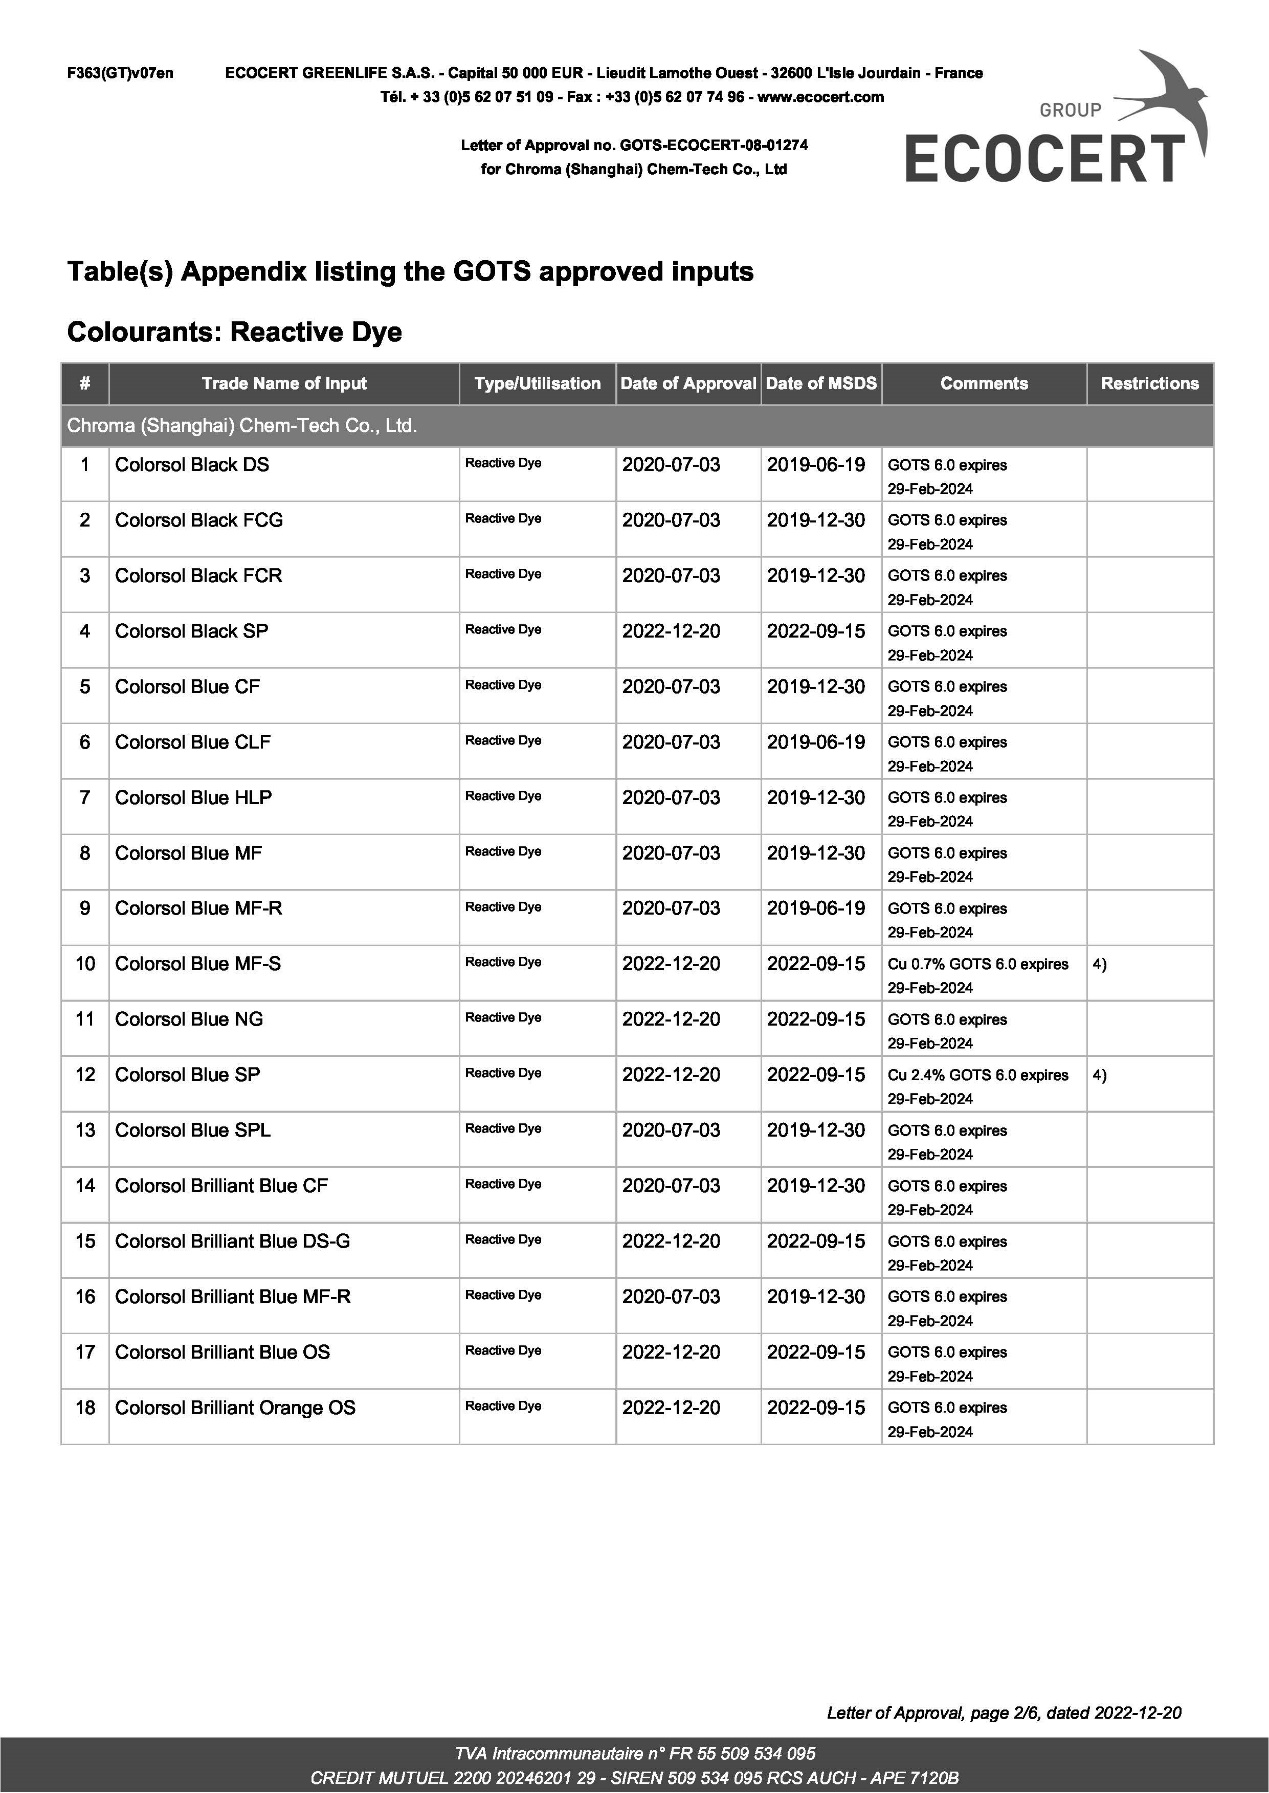 F363(GT)v07en
ECOCERT GREENLIFE S.A.S. - Capital 50 000 EUR - Lieudit Lamothe Ouest - 32600 L'Isle Jourdain - France
Tél. + 33 (0)5 62 07 51 09 - Fax : +33 (0)5 62 07 74 96 - www.ecocert.com
Letter of Approval no. GOTS-ECOCERT-08-01274
for Chroma (Shanghai) Chem-Tech Co., Ltd
GROUP
ECOCERT
Table(s) Appendix listing the GOTS approved inputs
Colourants: Reactive Dye
# Trade Name of Input Type/Utilisation Date of Approval Date of MSDS Comments Restrictions
Chroma (Shanghai) Chem-Tech Co., Ltd.
1 Colorsol Black DS Reactive Dye 2020-07-03 2019-06-19 GOTS 6.0 expires
29-Feb-2024
2 Colorsol Black FCG Reactive Dye 2020-07-03 2019-12-30 GOTS 6.0 expires
29-Feb-2024
3 Colorsol Black FCR Reactive Dye 2020-07-03 2019-12-30 GOTS 6.0 expires
29-Feb-2024
4 Colorsol Black SP Reactive Dye 2022-12-20 2022-09-15 GOTS 6.0 expires
29-Feb-2024
5 Colorsol Blue CF Reactive Dye 2020-07-03 2019-12-30 GOTS 6.0 expires
29-Feb-2024
6 Colorsol Blue CLF Reactive Dye 2020-07-03 2019-06-19 GOTS 6.0 expires
29-Feb-2024
7 Colorsol Blue HLP Reactive Dye 2020-07-03 2019-12-30 GOTS 6.0 expires
29-Feb-2024
8 Colorsol Blue MF Reactive Dye 2020-07-03 2019-12-30 GOTS 6.0 expires
29-Feb-2024
9 Colorsol Blue MF-R Reactive Dye 2020-07-03 2019-06-19 GOTS 6.0 expires
29-Feb-2024
10 Colorsol Blue MF-S Reactive Dye 2022-12-20 2022-09-15 Cu 0.7% GOTS 6.0 expires 4)
29-Feb-2024
11 Colorsol Blue NG Reactive Dye 2022-12-20 2022-09-15 GOTS 6.0 expires
29-Feb-2024
12 Colorsol Blue SP Reactive Dye 2022-12-20 2022-09-15 Cu 2.4% GOTS 6.0 expires 4)
29-Feb-2024
13 Colorsol Blue SPL Reactive Dye 2020-07-03 2019-12-30 GOTS 6.0 expires
29-Feb-2024
14 Colorsol Brilliant Blue CF Reactive Dye 2020-07-03 2019-12-30 GOTS 6.0 expires
29-Feb-2024
15 Colorsol Brilliant Blue DS-G Reactive Dye 2022-12-20 2022-09-15 GOTS 6.0 expires
29-Feb-2024
16 Colorsol Brilliant Blue MF-R Reactive Dye 2020-07-03 2019-12-30 GOTS 6.0 expires
29-Feb-2024
17 Colorsol Brilliant Blue OS Reactive Dye 2022-12-20 2022-09-15 GOTS 6.0 expires
29-Feb-2024
18 Colorsol Brilliant Orange OS Reactive Dye 2022-12-20 2022-09-15 GOTS 6.0 expires
29-Feb-2024
Letter of Approval, page 2/6, dated 2022-12-20
TVA Intracommunautaire n° FR 55 509 534 095
CREDIT MUTUEL 2200 20246201 29 - SIREN 509 534 095 RCS AUCH - APE 7120B